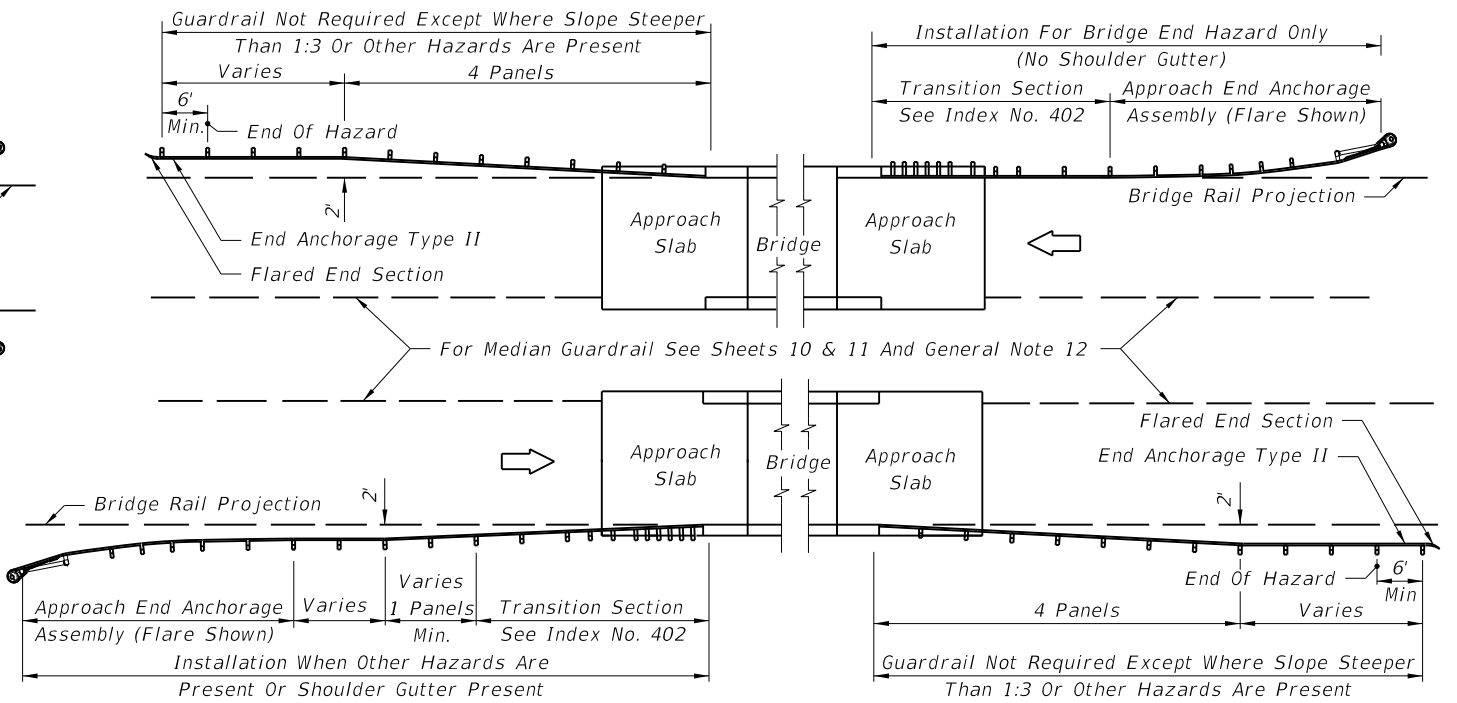 Guardrail Not Required Except Where Slope Steeper
Than 1:3 Or Other Hazards Are Present
Varies
4 Panels
6'
Min.
End Of Hazard
2'
End Anchorage Type II
Flared End Section
Installation For Bridge End Hazard Only
(No Shoulder Gutter)
Transition Section
See Index No. 402
Approach End Anchorage
Assembly (Flare Shown)
Bridge Rail Projection
Approach
Slab
Bridge
Approach
Slab
For Median Guardrail See Sheets 10 & 11 And General Note 12
Approach
Slab
Bridge
Approach
Slab
Flared End Section
End Anchorage Type II
Bridge Rail Projection
2'
2'
End Of Hazard
6'
Min
Approach End Anchorage
Assembly (Flare Shown)
Varies
Varies
1 Panels
Min.
Transition Section
See Index No. 402
4 Panels
Varies
Installation When Other Hazards Are
Present Or Shoulder Gutter Present
Guardrail Not Required Except Where Slope Steeper
Than 1:3 Or Other Hazards Are Present